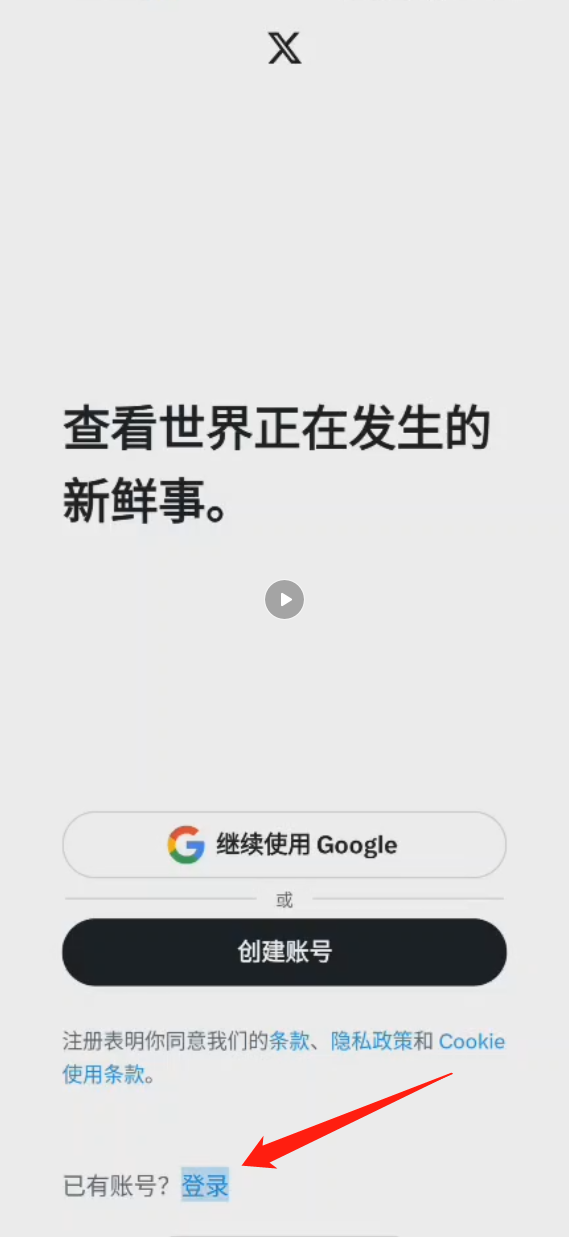 查看世界正在发生的
新鲜事。
继续使用 Google
或
创建账号
注册表明你同意我们的条款、隐私政策和 Cookie
使用条款。
已有账号？登录